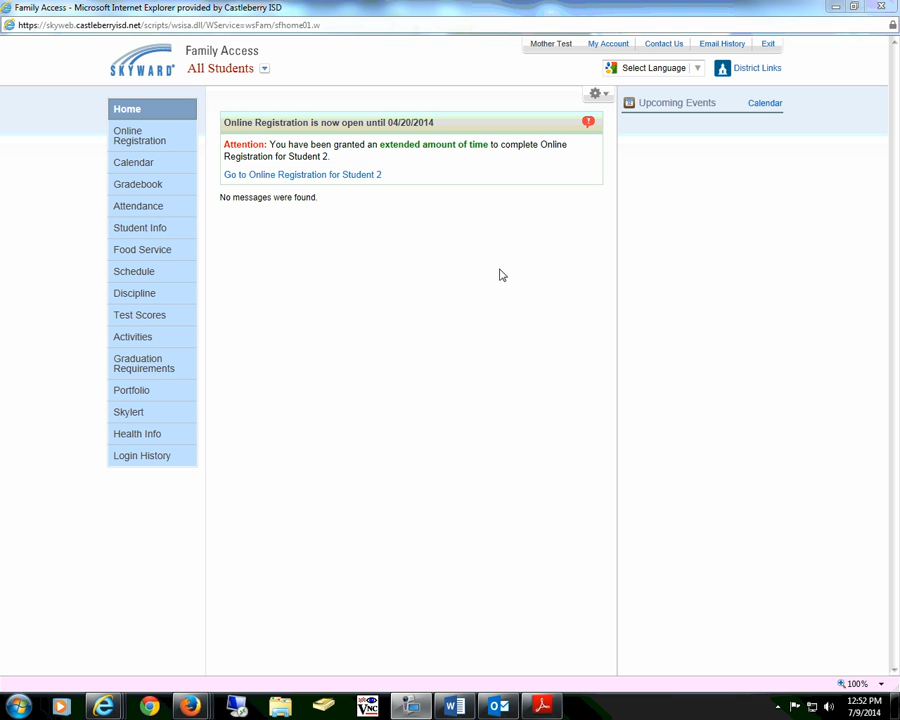 Family Access - Microsoft Internet Explorer provided by Castleberry ISD
https://skyweb.castleberryisd.net/scripts/wsisa.dll/WService=wsFam/sfhome01.w
SKYWARD®
Family Access
All Students
Mother Test
My Account
Contact Us
Email History
Exit
Select Language
District Links
Home
Online
Registration
Calendar
Gradebook
Attendance
Student Info
Food Service
Schedule
Discipline
Test Scores
Activities
Graduation
Requirements
Portfolio
Skylert
Health Info
Login History
Online Registration is now open until 04/20/2014
Attention: You have been granted an extended amount of time to complete Online
Registration for Student 2.
Go to Online Registration for Student 2
No messages were found.
Upcoming Events
Calendar
100%
VNC
12:52 PM
7/9/2014